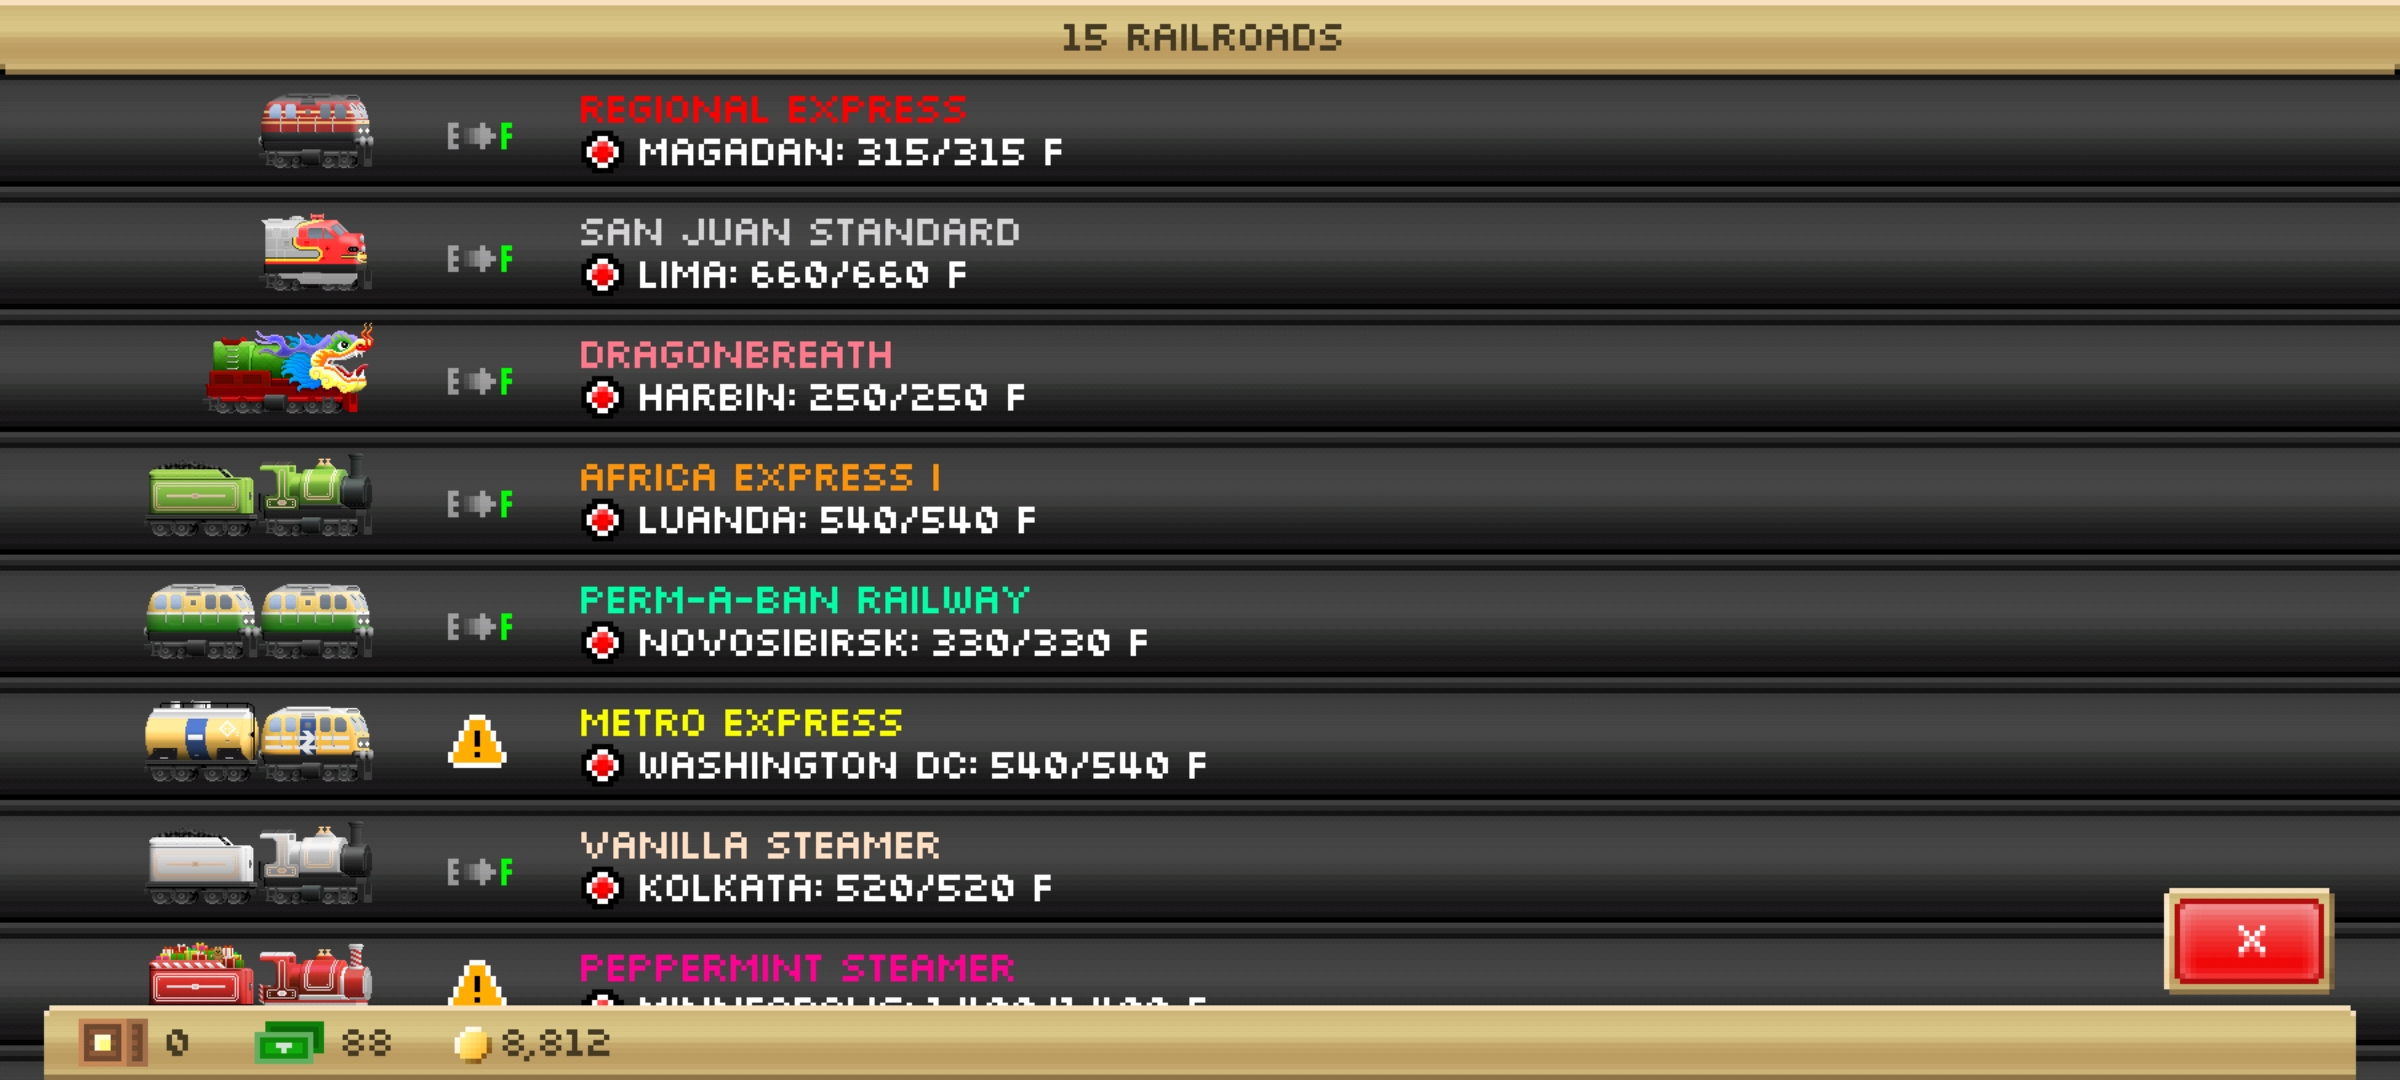 15 RAILROADS
REGIONAL EXPRESS
E F MAGADAN: 315/315 F
SAN JUAN STANDARD
E F LIMA: 660/660 F
DRAGONBREATH
E F HARBIN: 250/250 F
AFRICA EXPRESS I
E F LUANDA: 540/540 F
PERM-A-BAN RAILWAY
E F NOVOSIBIRSK: 330/330 F
METRO EXPRESS
! WASHINGTON DC: 540/540 F
VANILLA STEAMER
E F KOLKATA: 520/520 F
PEPPERMINT STEAMER
!
X
0 88 8,812